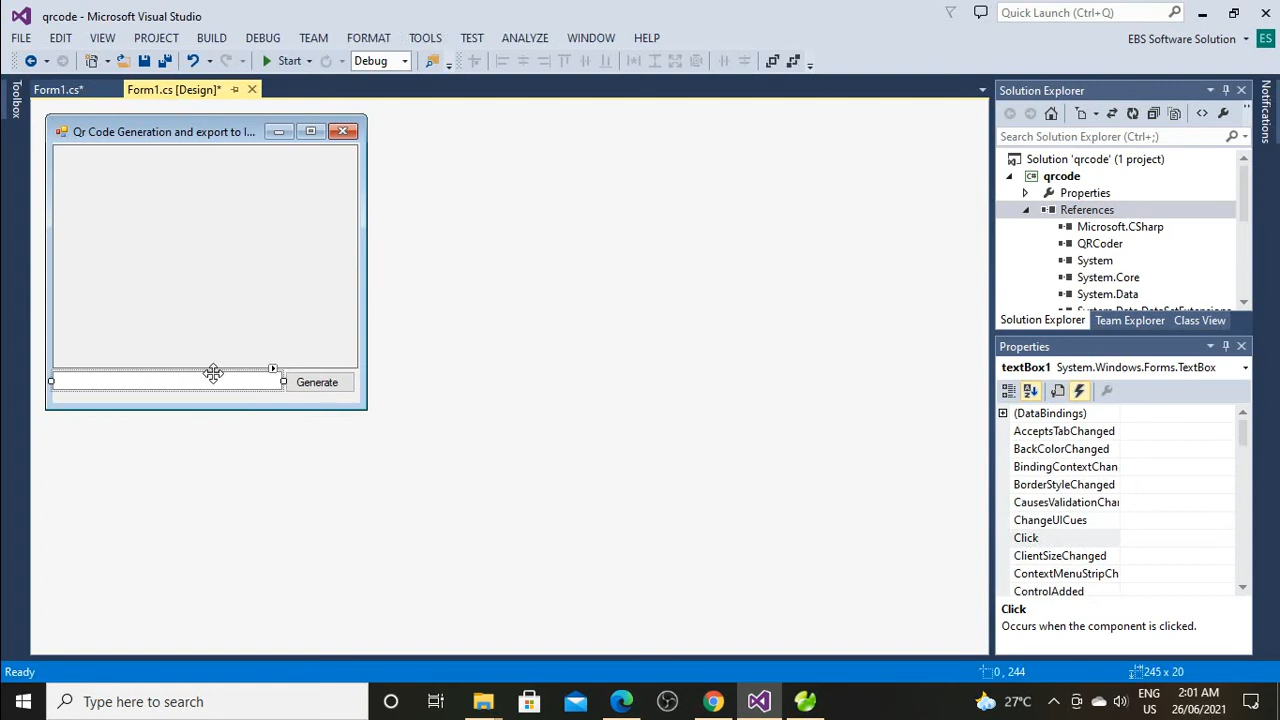 qrcode - Microsoft Visual Studio
Quick Launch (Ctrl+Q)
FILE EDIT VIEW PROJECT BUILD DEBUG TEAM FORMAT TOOLS TEST ANALYZE WINDOW HELP
EBS Software Solution ES
Start Debug
Toolbox
Form1.cs* Form1.cs [Design]*
Qr Code Generation and export to I...
Generate
Solution Explorer
Search Solution Explorer (Ctrl+;)
Solution 'qrcode' (1 project)
qrcode
Properties
References
Microsoft.CSharp
QRCoder
System
System.Core
System.Data
System.Data.DataSetExtensions
Solution Explorer Team Explorer Class View
Notifications
Properties
textBox1 System.Windows.Forms.TextBox
(DataBindings)
AcceptsTabChanged
BackColorChanged
BindingContextChan
BorderStyleChanged
CausesValidationChar
ChangeUICues
Click
ClientSizeChanged
ContextMenuStripCh
ControlAdded
Click
Occurs when the component is clicked.
Ready
0 , 244
245 x 20
Type here to search
27°C
ENG
US
2:01 AM
26/06/2021